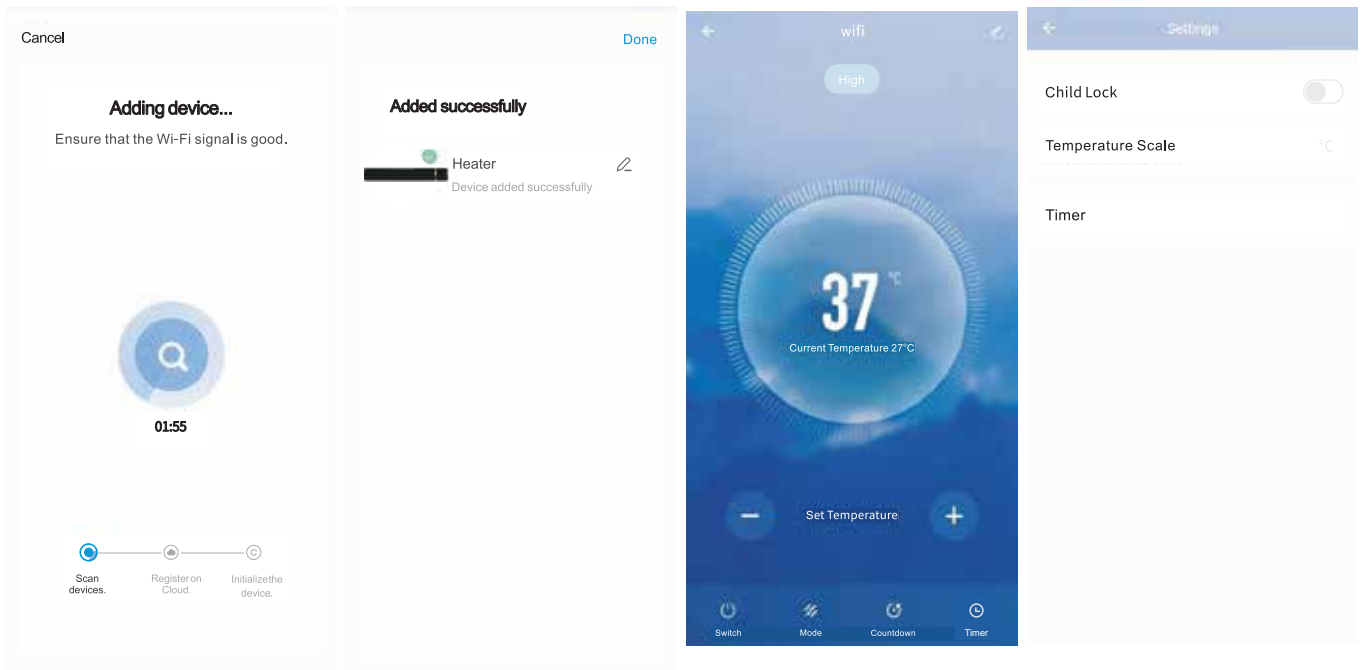 Cancel
Adding device...
Ensure that the Wi-Fi signal is good.
01:55
Scan
devices.
Register on
Cloud.
Initialize the
device.
Done
Added successfully
Heater
Device added successfully
wifi
High
37 °C
Current Temperature 27°C
Set Temperature
Switch
Mode
Countdown
Timer
Settings
Child Lock
Temperature Scale
°C
Timer